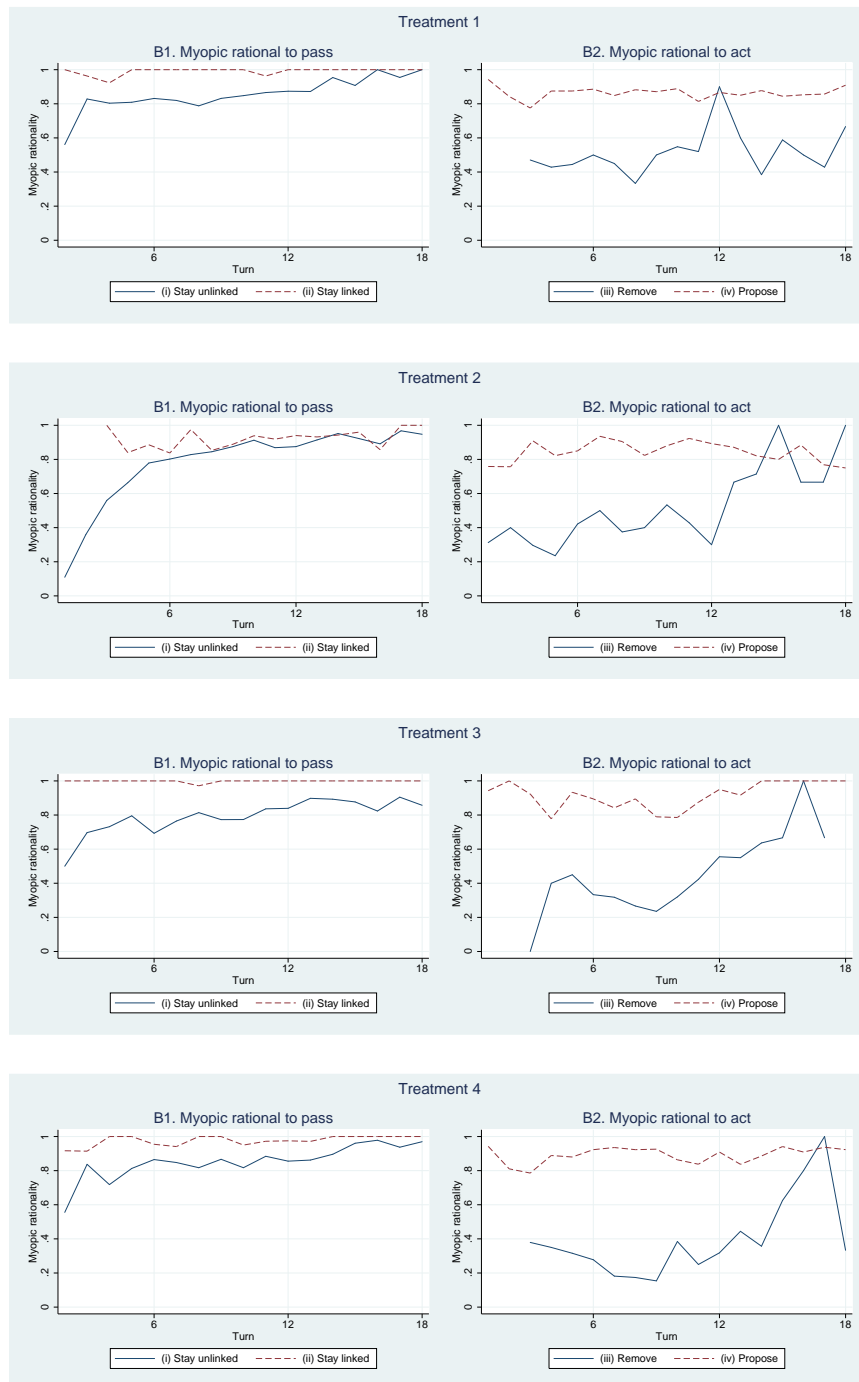 Treatment 1
B1. Myopic rational to pass
Myopic rationality
0 .2 .4 .6 .8 1
6 12 18
Turn
(i) Stay unlinked (ii) Stay linked
B2. Myopic rational to act
Myopic rationality
0 .2 .4 .6 .8 1
6 12 18
Turn
(iii) Remove (iv) Propose
Treatment 2
B1. Myopic rational to pass
Myopic rationality
0 .2 .4 .6 .8 1
6 12 18
Turn
(i) Stay unlinked (ii) Stay linked
B2. Myopic rational to act
Myopic rationality
0 .2 .4 .6 .8 1
6 12 18
Turn
(iii) Remove (iv) Propose
Treatment 3
B1. Myopic rational to pass
Myopic rationality
0 .2 .4 .6 .8 1
6 12 18
Turn
(i) Stay unlinked (ii) Stay linked
B2. Myopic rational to act
Myopic rationality
0 .2 .4 .6 .8 1
6 12 18
Turn
(iii) Remove (iv) Propose
Treatment 4
B1. Myopic rational to pass
Myopic rationality
0 .2 .4 .6 .8 1
6 12 18
Turn
(i) Stay unlinked (ii) Stay linked
B2. Myopic rational to act
Myopic rationality
0 .2 .4 .6 .8 1
6 12 18
Turn
(iii) Remove (iv) Propose